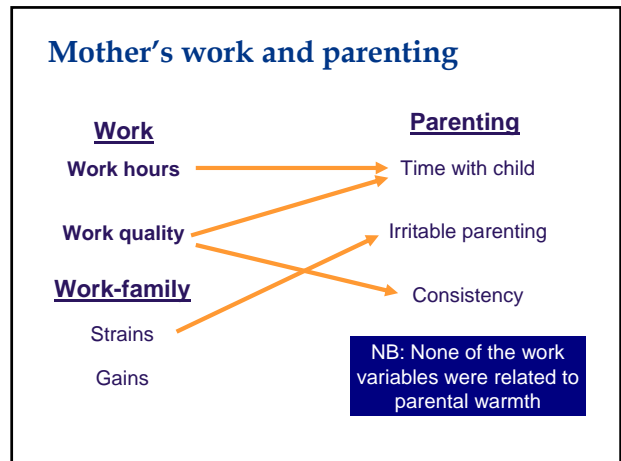 Mother’s work and parenting
Work
Work hours
Work quality
Work-family
Strains
Gains
Parenting
Time with child
Irritable parenting
Consistency
NB: None of the work
variables were related to
parental warmth